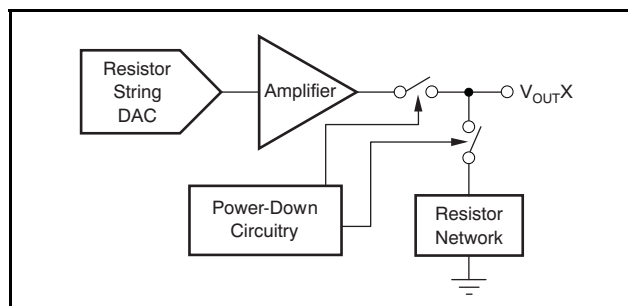 Resistor
String
DAC
Amplifier
V_OUTX
Power-Down
Circuitry
Resistor
Network